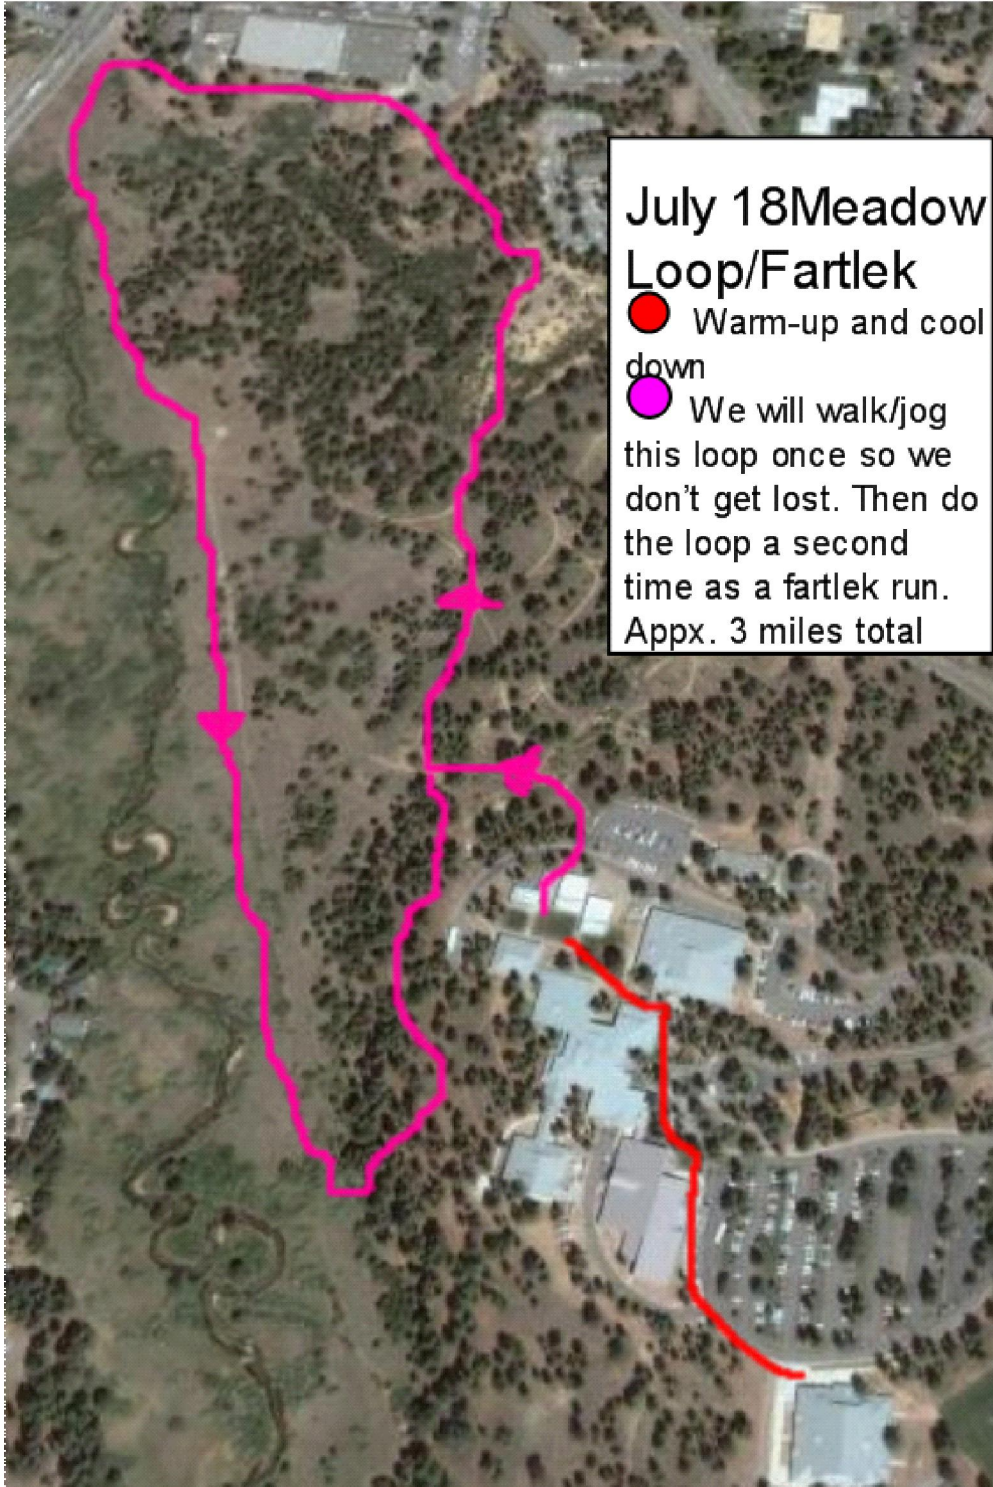 July 18Meadow
Loop/Fartlek
Warm-up and cool
down
We will walk/jog
this loop once so we
don't get lost. Then do
the loop a second
time as a fartlek run.
Appx. 3 miles total